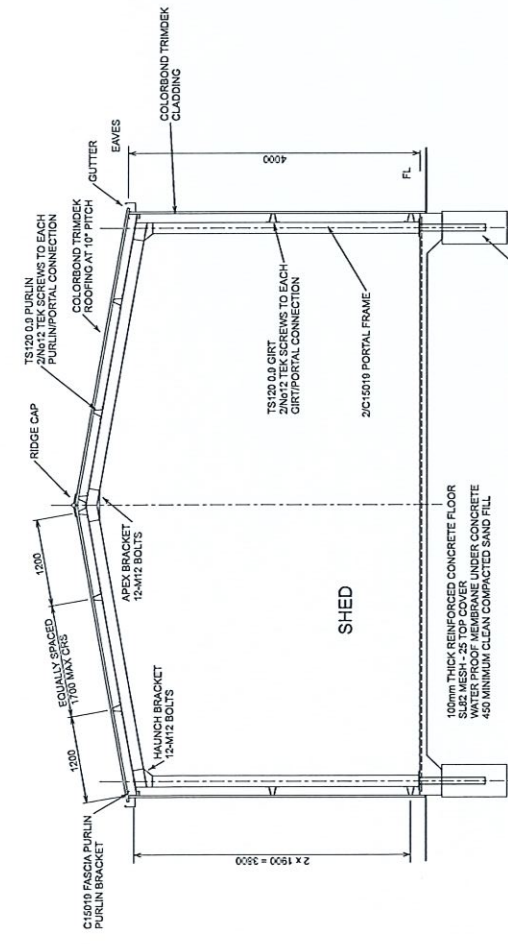 C15019 FASCIA PURLIN
PURLIN BRACKET
1200
EQUALLY SPACED
1700 MAX CRS
1200
RIDGE CAP
TS120 0.9 PURLIN
2/No12 TEK SCREWS TO EACH
PURLIN/PORTAL CONNECTION
COLORBOND TRIMDEK
ROOFING AT 10° PITCH
GUTTER
EAVES
COLORBOND TRIMDEK
CLADDING
HAUNCH BRACKET
12-M12 BOLTS
APEX BRACKET
12-M12 BOLTS
2 x 1900 = 3800
SHED
TS120 0.9 GIRT
2/No12 TEK SCREWS TO EACH
GIRT/PORTAL CONNECTION
2/C15019 PORTAL FRAME
4000
FL
100mm THICK REINFORCED CONCRETE FLOOR
SL82 MESH - 25 TOP COVER
WATER PROOF MEMBRANE UNDER CONCRETE
450 MINIMUM CLEAN COMPACTED SAND FILL